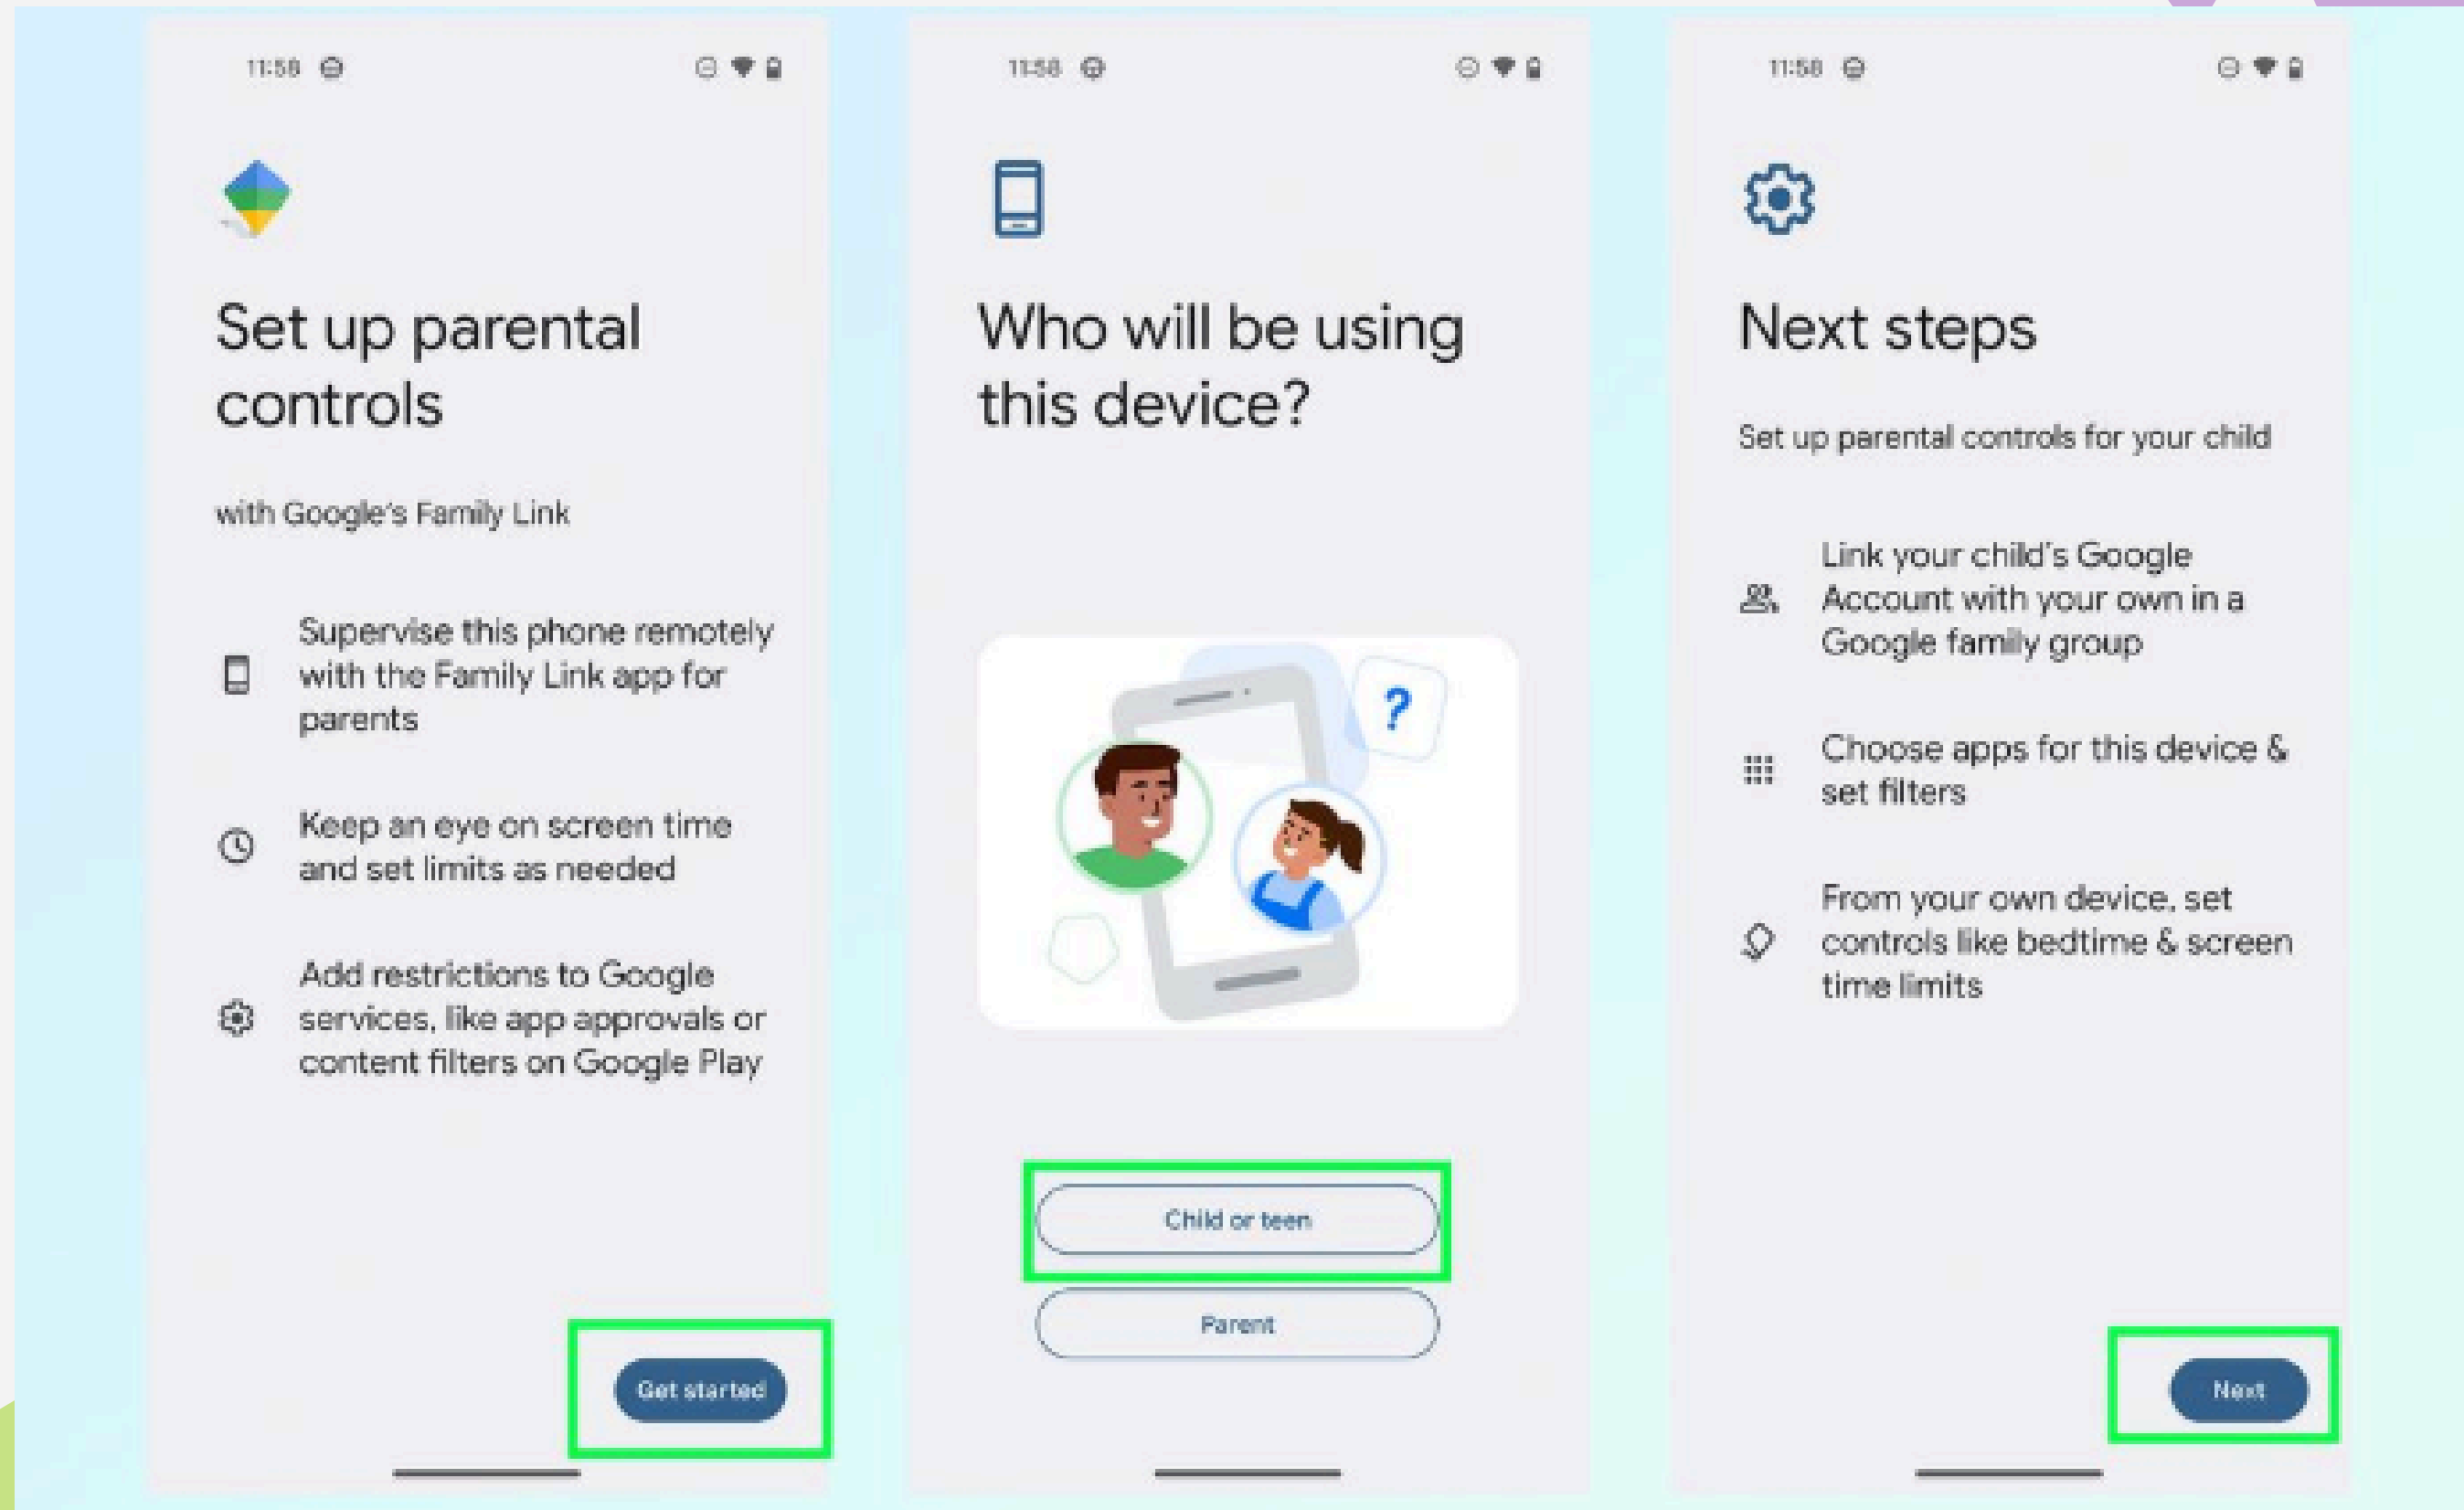 11:58
Set up parental
controls
with Google's Family Link
Supervise this phone remotely
with the Family Link app for
parents
Keep an eye on screen time
and set limits as needed
Add restrictions to Google
services, like app approvals or
content filters on Google Play
Get started
11:58
Who will be using
this device?
?
Child or teen
Parent
11:58
Next steps
Set up parental controls for your child
Link your child's Google
Account with your own in a
Google family group
Choose apps for this device &
set filters
From your own device, set
controls like bedtime & screen
time limits
Next